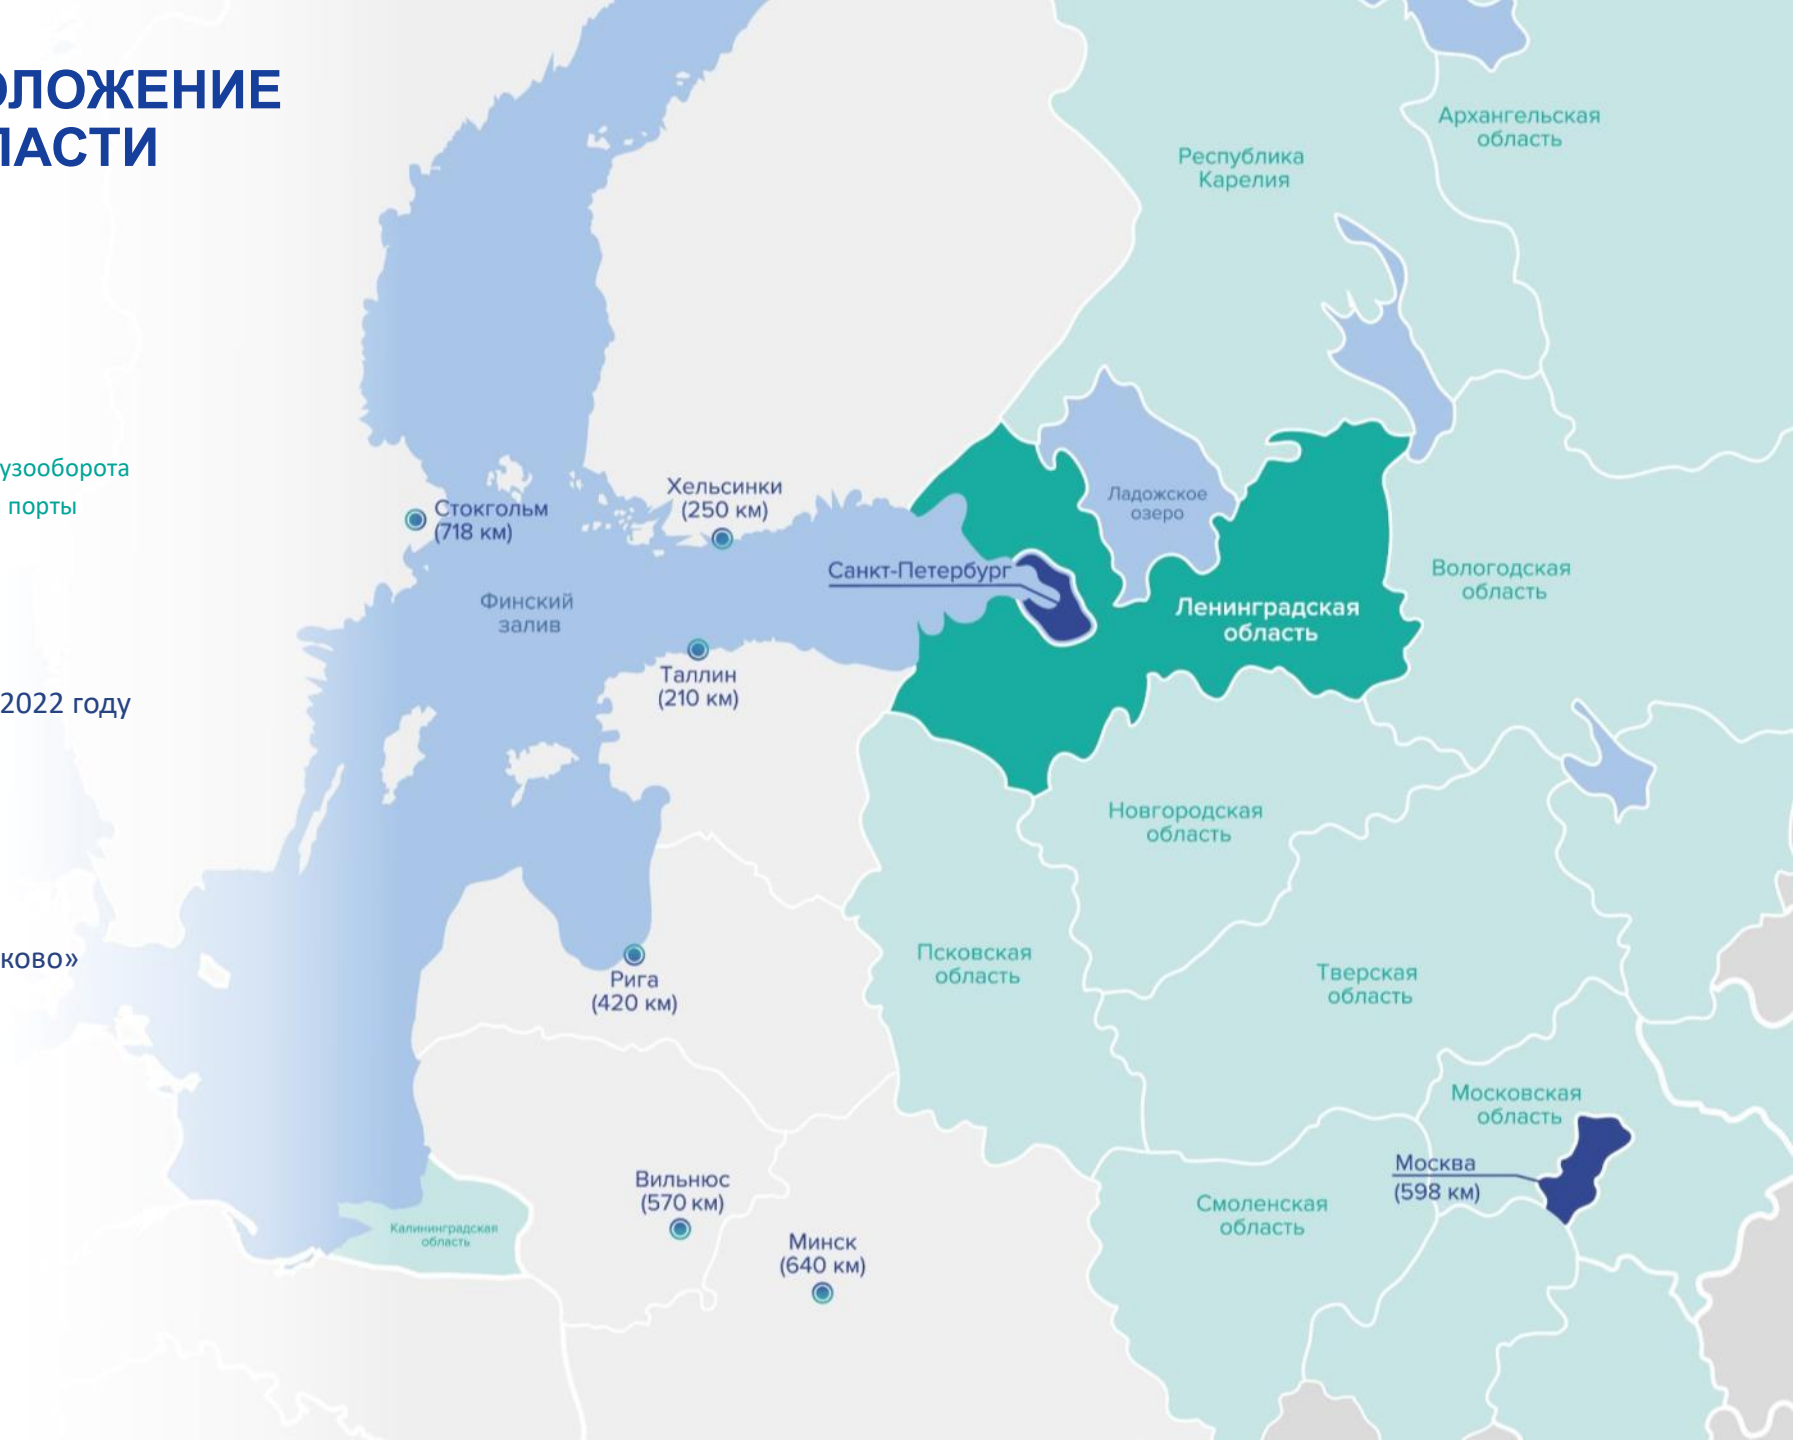 ОЛОЖЕНИЕ
ЛАСТИ
узооборота
порты
2022 году
ково»
Архангельская
область
Республика
Карелия
Хельсинки
(250 км)
Стокгольм
(718 км)
Ладожское
озеро
Санкт-Петербург
Финский
залив
Ленинградская
область
Вологодская
область
Таллин
(210 км)
Новгородская
область
Псковская
область
Тверская
область
Рига
(420 км)
Московская
область
Москва
(598 км)
Вильнюс
(570 км)
Смоленская
область
Калининградская
область
Минск
(640 км)